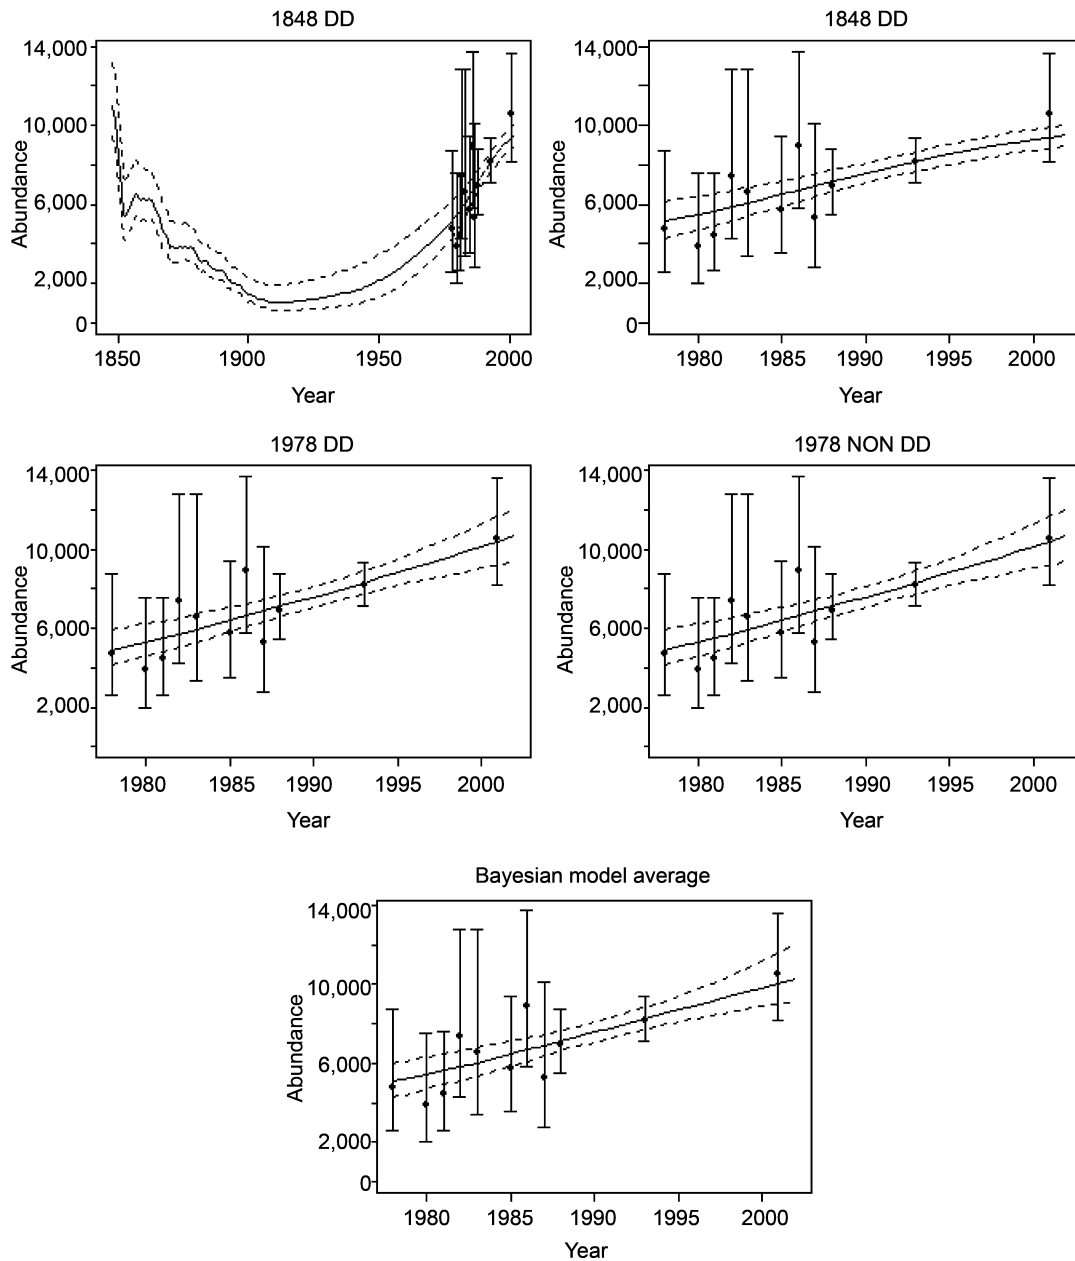 1848 DD
14,000
10,000
6,000
2,000
0
Abundance
1850 1900 1950 2000
Year
1848 DD
14,000
10,000
6,000
2,000
0
Abundance
1980 1985 1990 1995 2000
Year
1978 DD
14,000
10,000
6,000
2,000
Abundance
1980 1985 1990 1995 2000
Year
1978 NON DD
14,000
10,000
6,000
2,000
Abundance
1980 1985 1990 1995 2000
Year
Bayesian model average
14,000
10,000
6,000
2,000
0
Abundance
1980 1985 1990 1995 2000
Year